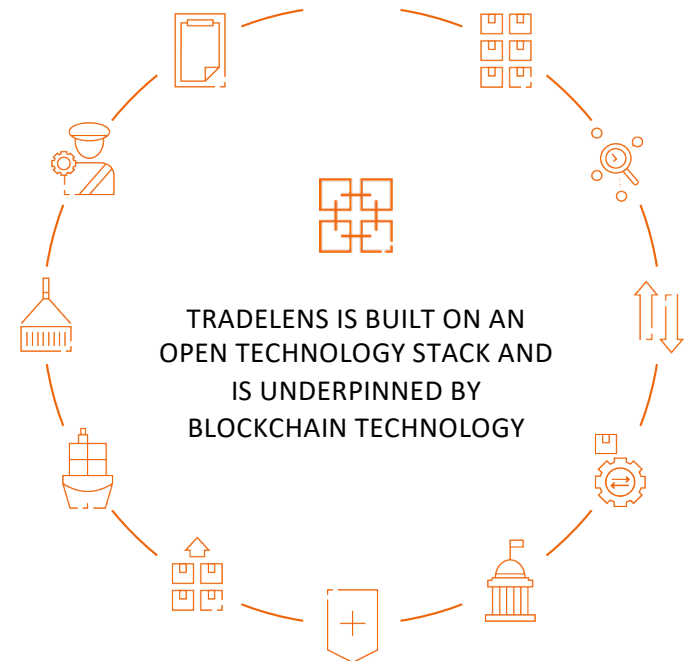 TRADELENS IS BUILT ON AN
OPEN TECHNOLOGY STACK AND
IS UNDERPINNED BY
BLOCKCHAIN TECHNOLOGY